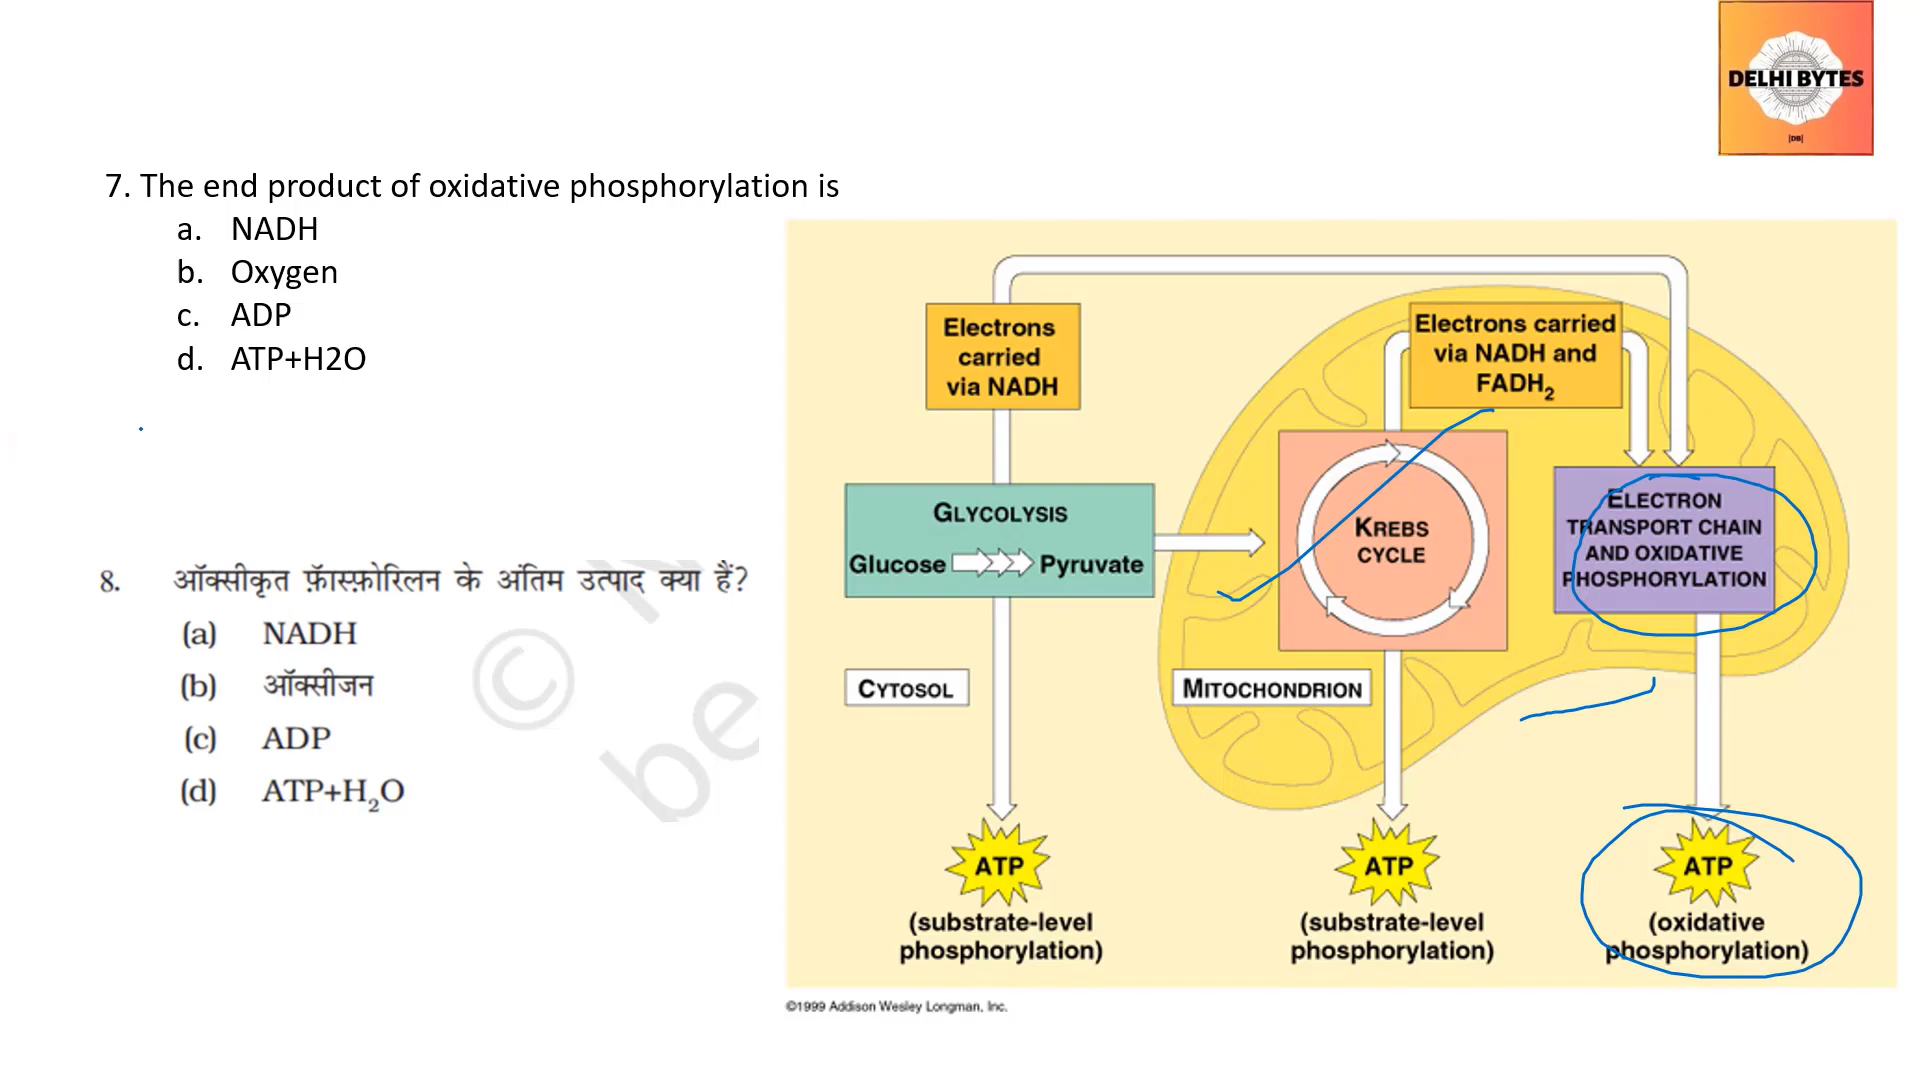 DELHI BYTES
|DB|
7. The end product of oxidative phosphorylation is
a. NADH
b. Oxygen
c. ADP
d. ATP+H2O
8. ऑक्सीकृत फ़ॅास्फ़ोरिलन के अंतिम उत्पाद क्या हैं?
(a) NADH
(b) ऑक्सीजन
(c) ADP
(d) ATP+H₂O
©
be
Electrons
carried
via NADH
Electrons carried
via NADH and
FADH₂
GLYCOLYSIS
Glucose Pyruvate
KREBS
CYCLE
ELECTRON
TRANSPORT CHAIN
AND OXIDATIVE
PHOSPHORYLATION
CYTOSOL
MITOCHONDRION
ATP
(substrate-level
phosphorylation)
ATP
(substrate-level
phosphorylation)
ATP
(oxidative
phosphorylation)
©1999 Addison Wesley Longman, Inc.